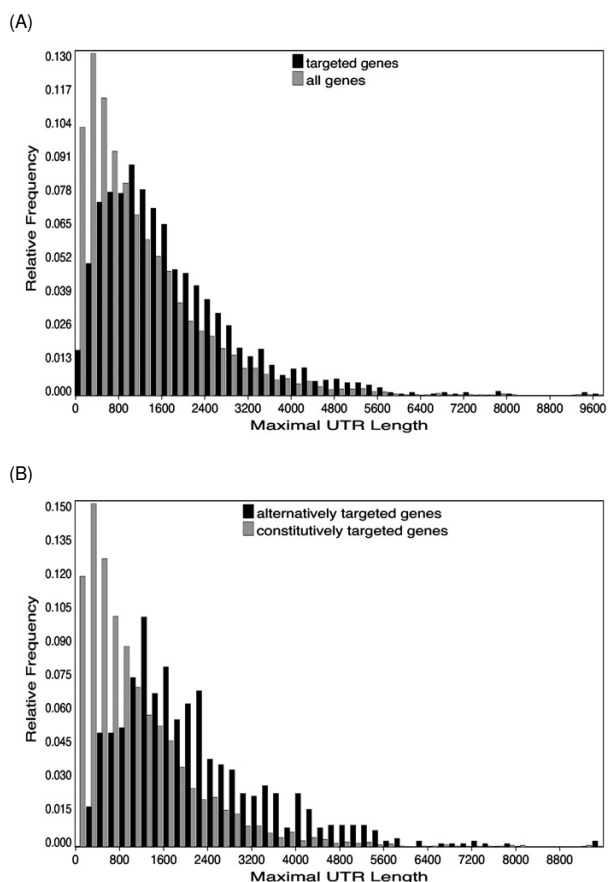 (A)
targeted genes
all genes
Relative Frequency
0.130
0.117
0.104
0.091
0.078
0.065
0.052
0.039
0.026
0.013
0.000
0 800 1600 2400 3200 4000 4800 5600 6400 7200 8000 8800 9600
Maximal UTR Length
(B)
alternatively targeted genes
constitutively targeted genes
Relative Frequency
0.150
0.135
0.120
0.105
0.090
0.075
0.060
0.045
0.030
0.015
0.000
0 800 1600 2400 3200 4000 4800 5600 6400 7200 8000 8800
Maximal UTR Length